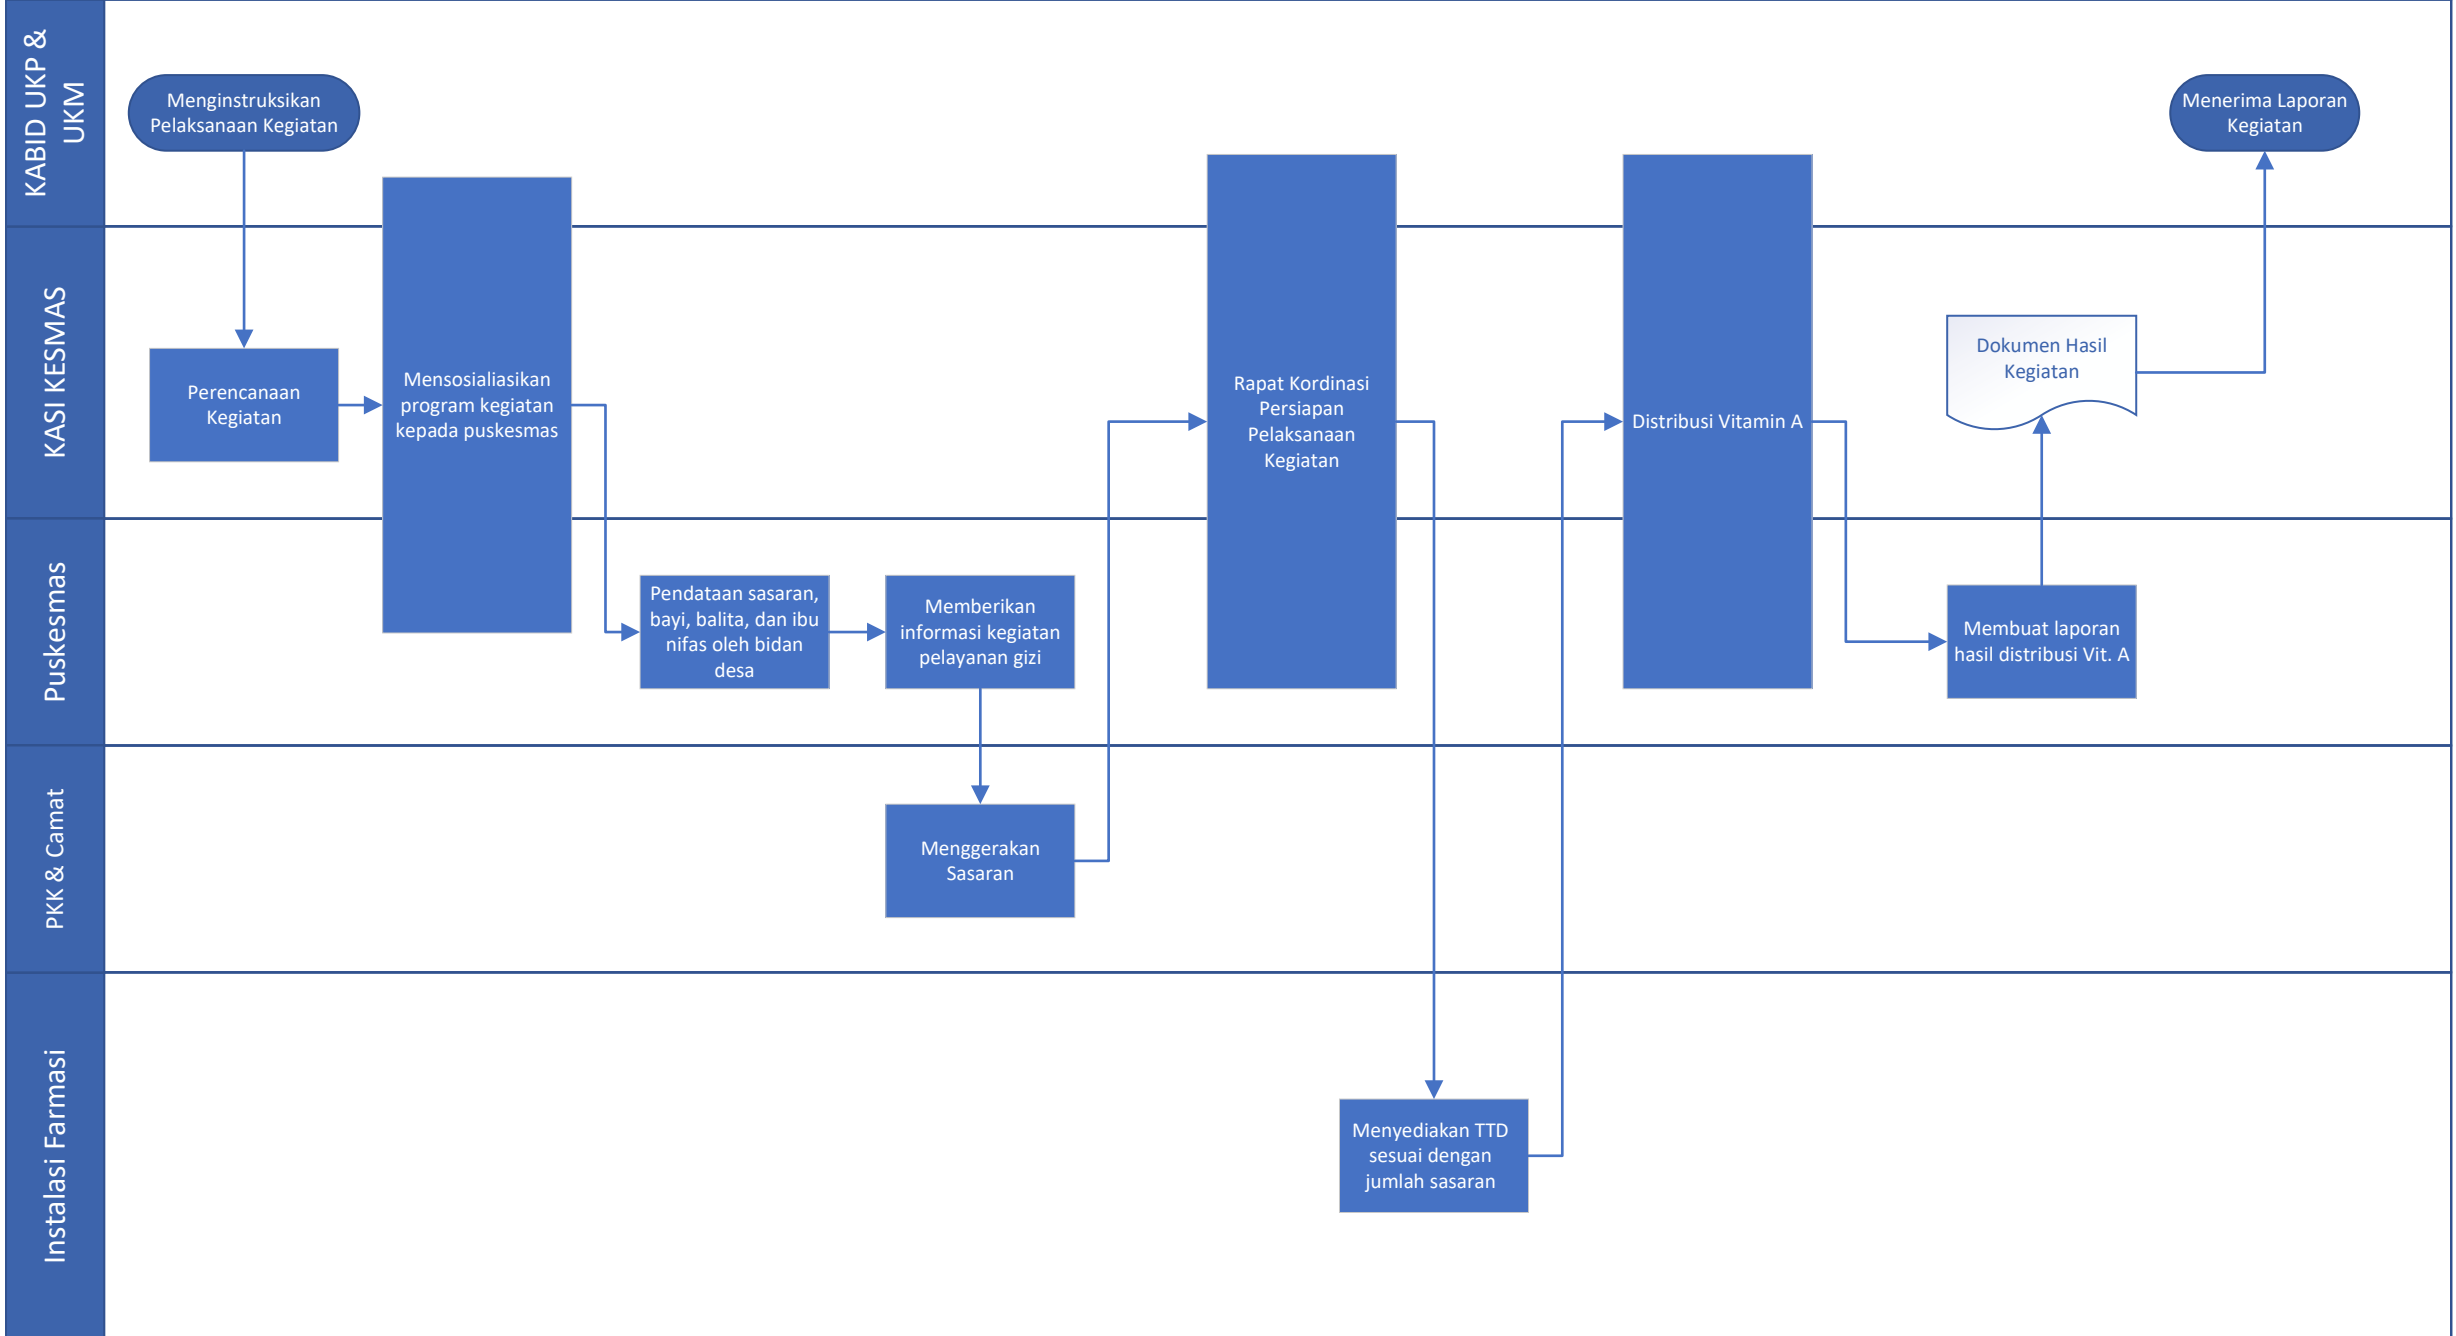 KABID UKP &
UKM
Menginstruksikan
Pelaksanaan Kegiatan
Menerima Laporan
Kegiatan
KASI KESMAS
Perencanaan
Kegiatan
Mensosialiasikan
program kegiatan
kepada puskesmas
Rapat Kordinasi
Persiapan
Pelaksanaan
Kegiatan
Distribusi Vitamin A
Dokumen Hasil
Kegiatan
Puskesmas
Pendataan sasaran,
bayi, balita, dan ibu
nifas oleh bidan
desa
Memberikan
informasi kegiatan
pelayanan gizi
Membuat laporan
hasil distribusi Vit. A
PKK & Camat
Menggerakan
Sasaran
Instalasi Farmasi
Menyediakan TTD
sesuai dengan
jumlah sasaran